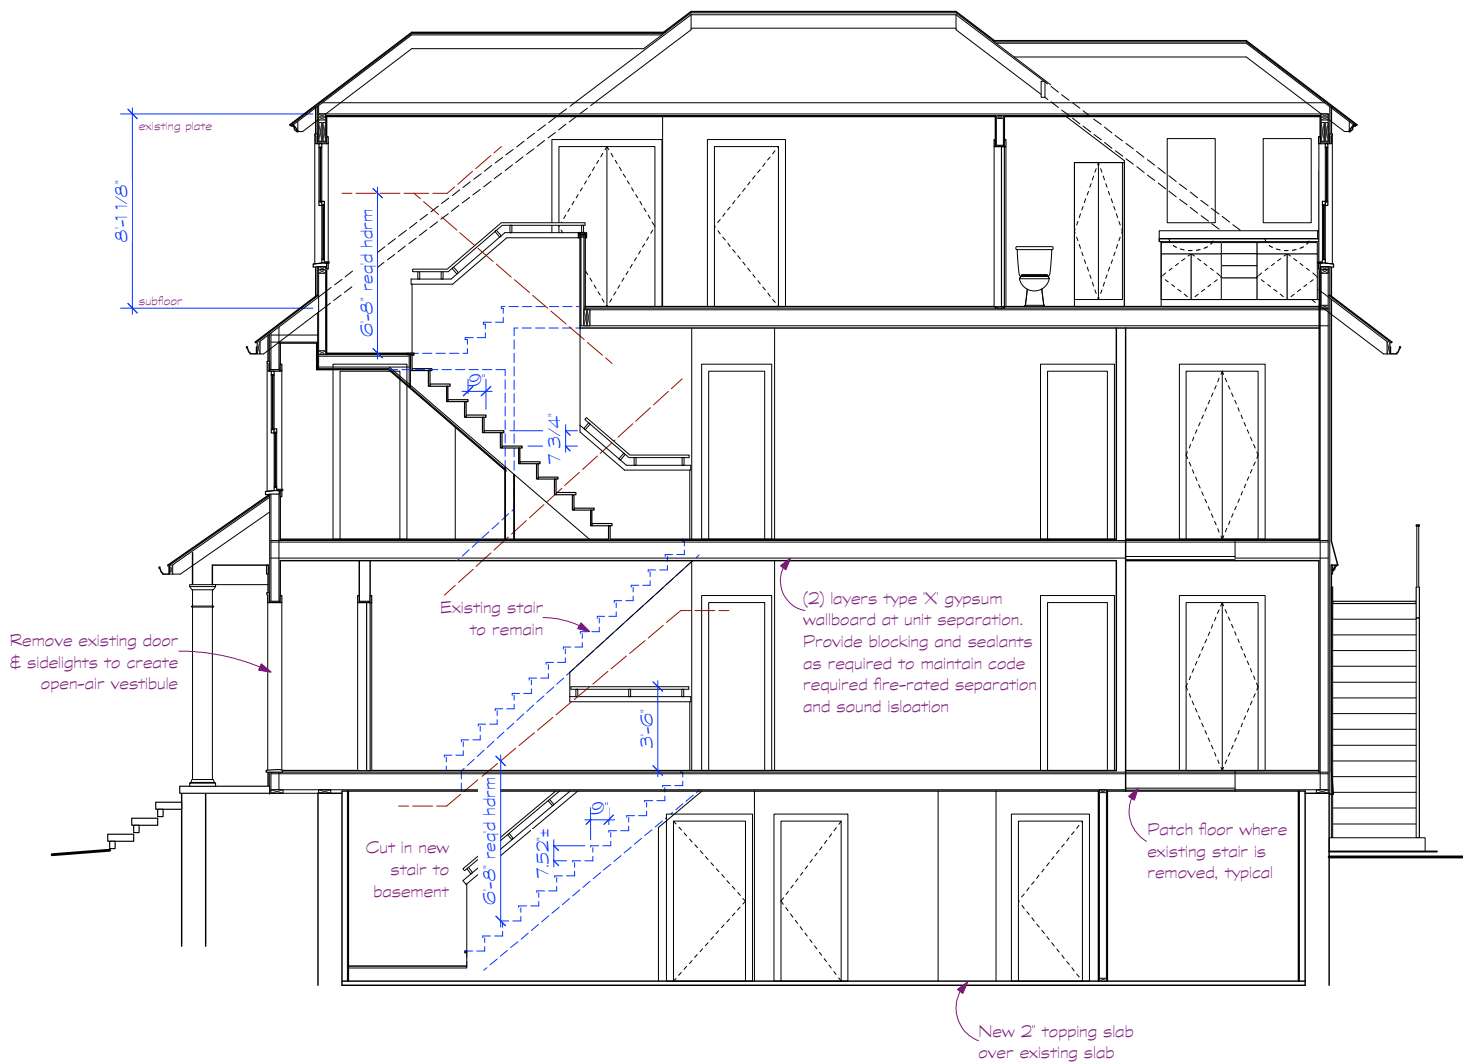 existing plate
8'-1 1/8"
subfloor
6'-8" req'd hdrm
9"
7 3/4"
Existing stair
to remain
(2) layers type 'X' gypsum
wallboard at unit separation.
Provide blocking and sealants
as required to maintain code
required fire-rated separation
and sound isloation
Remove existing door
& sidelights to create
open-air vestibule
3'-6"
6'-8" req'd hdrm
9"
7.52"±
Cut in new
stair to
basement
Patch floor where
existing stair is
removed, typical
New 2" topping slab
over existing slab